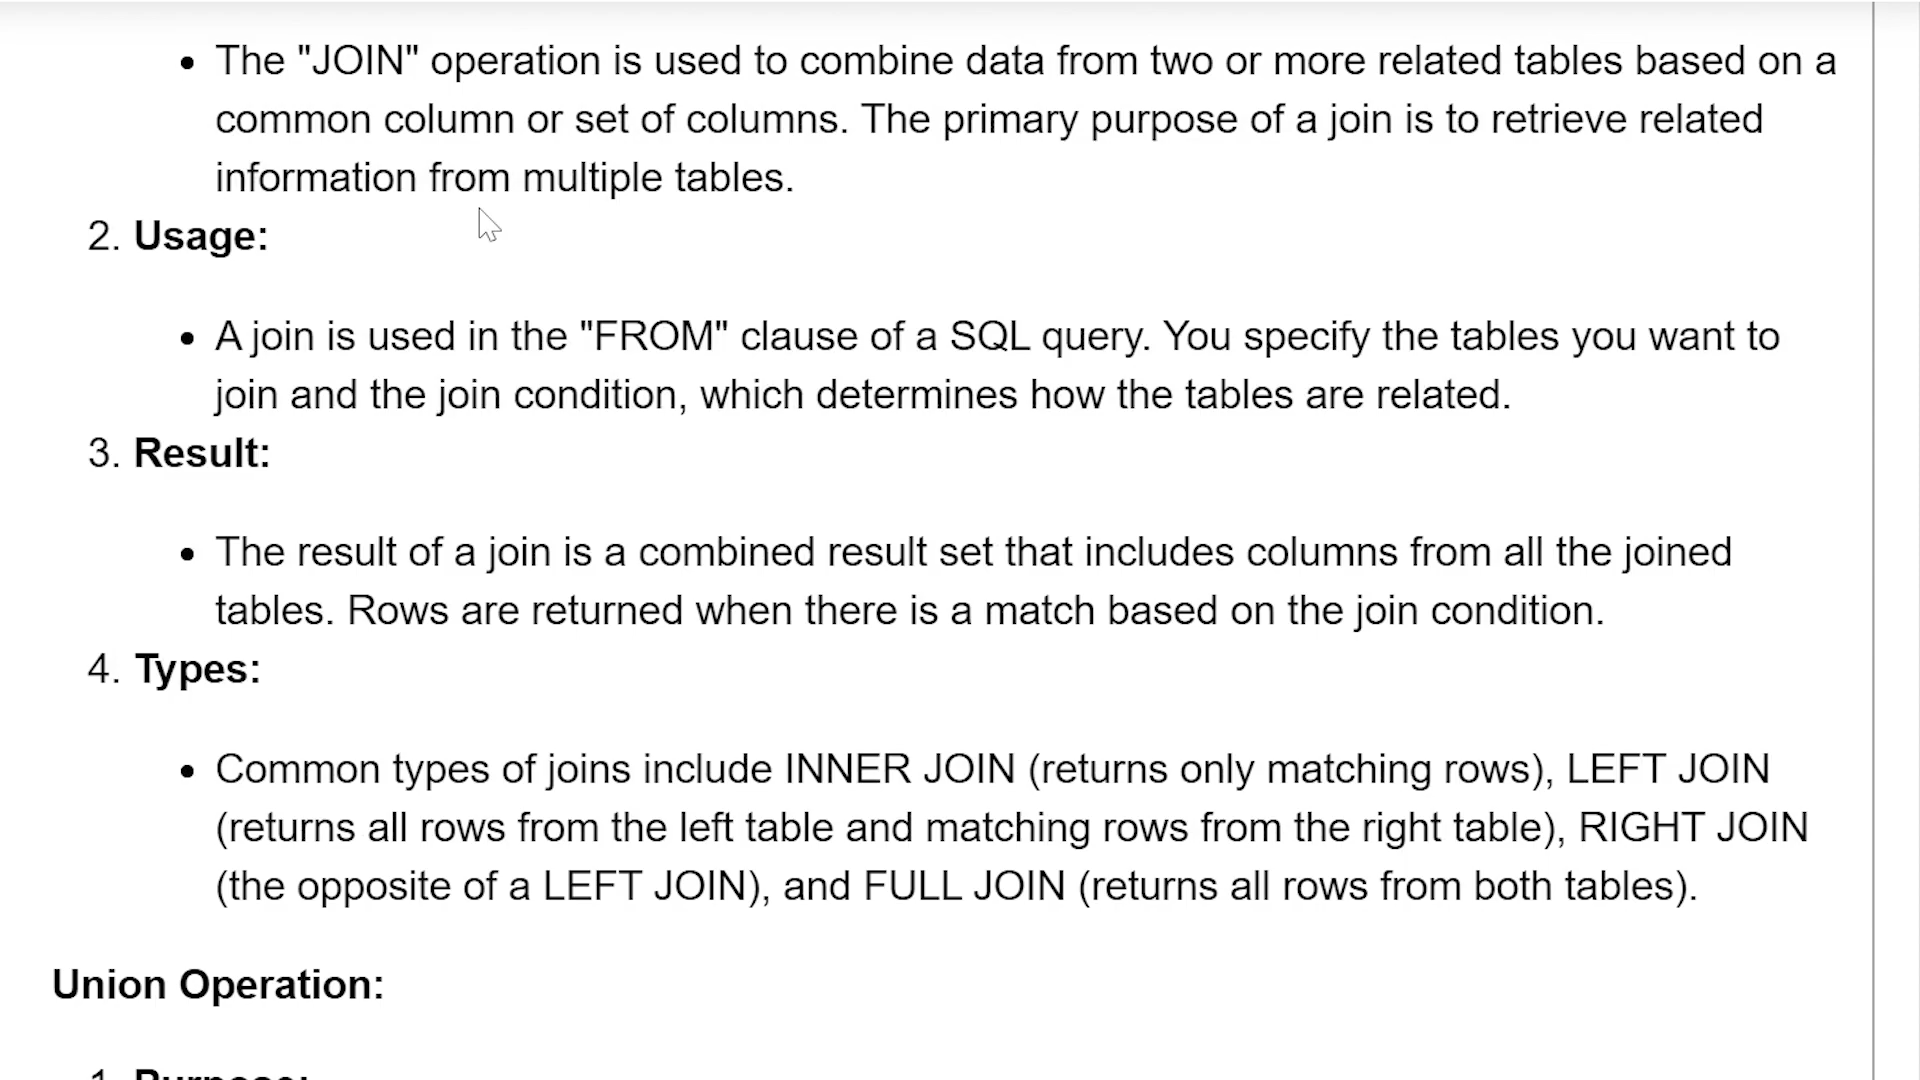 • The "JOIN" operation is used to combine data from two or more related tables based on a
common column or set of columns. The primary purpose of a join is to retrieve related
information from multiple tables.
2. Usage:
• A join is used in the "FROM" clause of a SQL query. You specify the tables you want to
join and the join condition, which determines how the tables are related.
3. Result:
• The result of a join is a combined result set that includes columns from all the joined
tables. Rows are returned when there is a match based on the join condition.
4. Types:
• Common types of joins include INNER JOIN (returns only matching rows), LEFT JOIN
(returns all rows from the left table and matching rows from the right table), RIGHT JOIN
(the opposite of a LEFT JOIN), and FULL JOIN (returns all rows from both tables).
Union Operation:
1. Purpose: